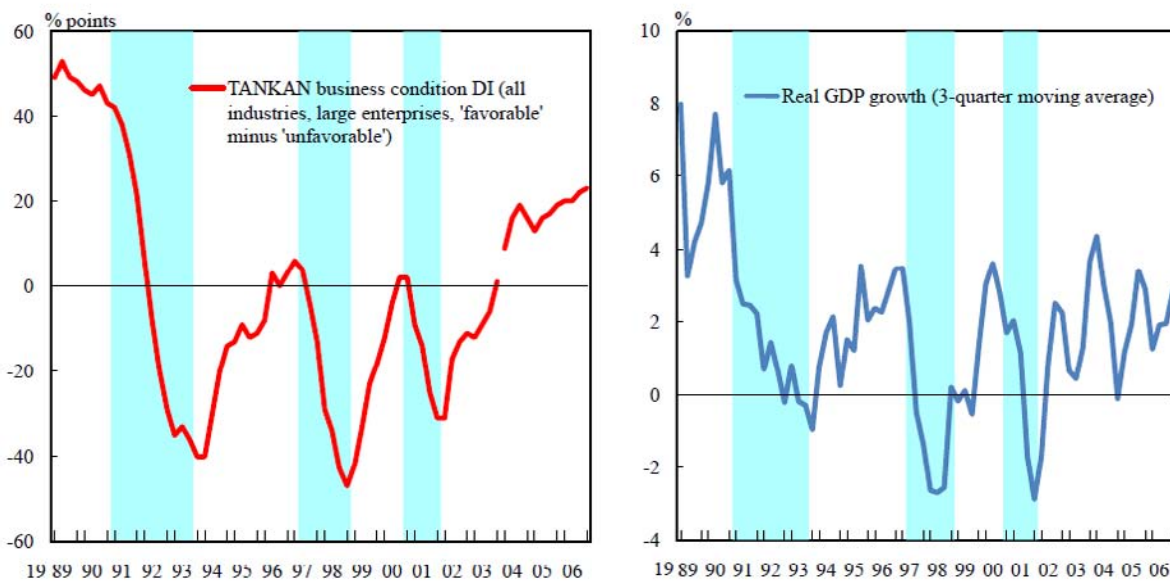 % points
60
40
20
0
-20
-40
-60
TANKAN business condition DI (all
industries, large enterprises, 'favorable'
minus 'unfavorable')
19 89 90 91 92 93 94 95 96 97 98 99 00 01 02 03 04 05 06
%
10
8
6
4
2
0
-2
-4
Real GDP growth (3-quarter moving average)
19 89 90 91 92 93 94 95 96 97 98 99 00 01 02 03 04 05 06